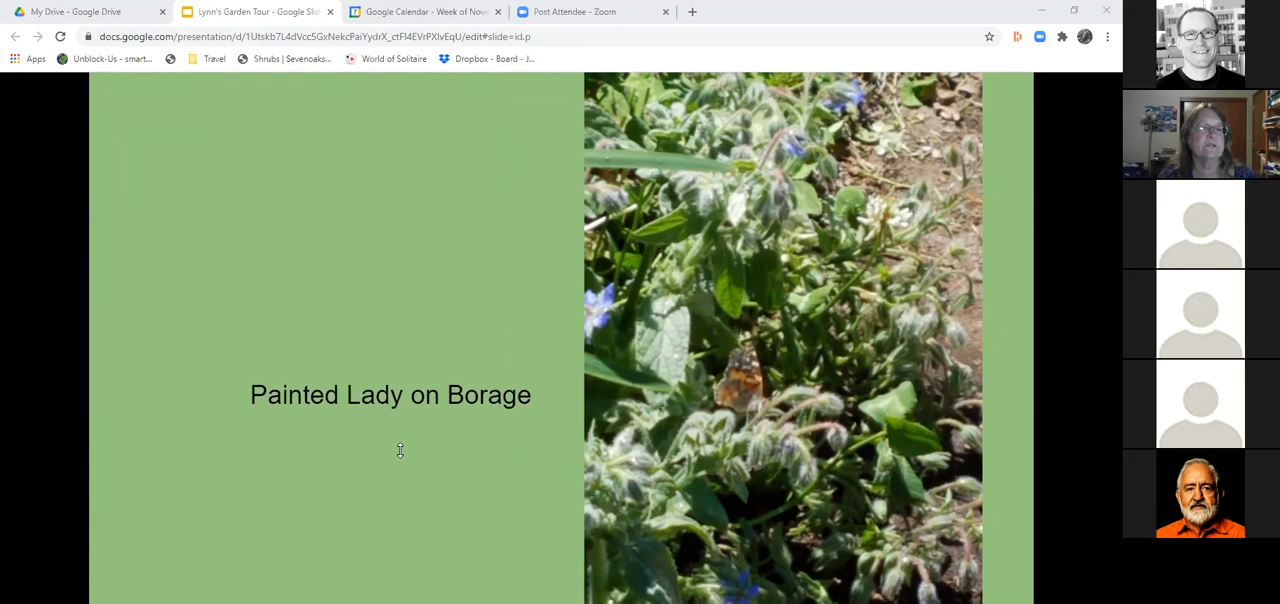 My Drive - Google Drive
Lynn's Garden Tour - Google Slid
Google Calendar - Week of Nove
Post Attendee - Zoom
docs.google.com/presentation/d/1Utskb7L4dVcc5GxNekcPaiYydrX_ctFl4EVrPXlvEqU/edit#slide=id.p
Apps
Unblock-Us - smart...
Travel
Shrubs | Sevenoaks...
World of Solitaire
Dropbox - Board - J...
Painted Lady on Borage